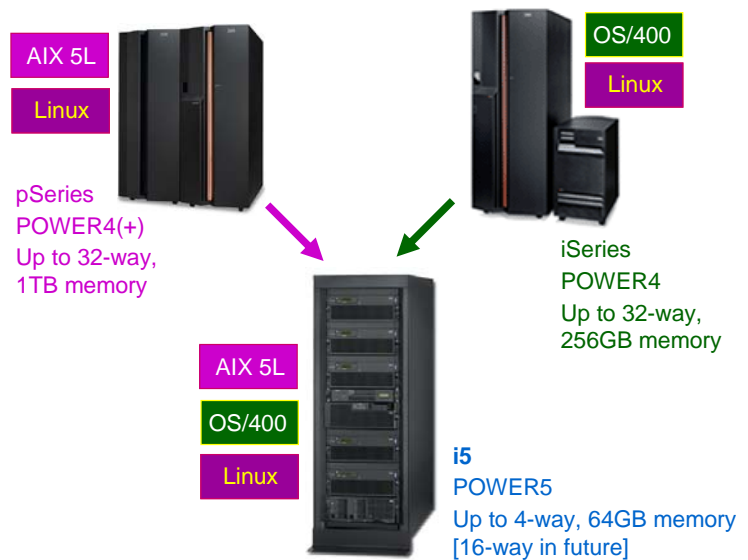 AIX 5L
Linux
pSeries
POWER4(+)
Up to 32-way,
1TB memory
OS/400
Linux
iSeries
POWER4
Up to 32-way,
256GB memory
AIX 5L
OS/400
Linux
i5
POWER5
Up to 4-way, 64GB memory
[16-way in future]